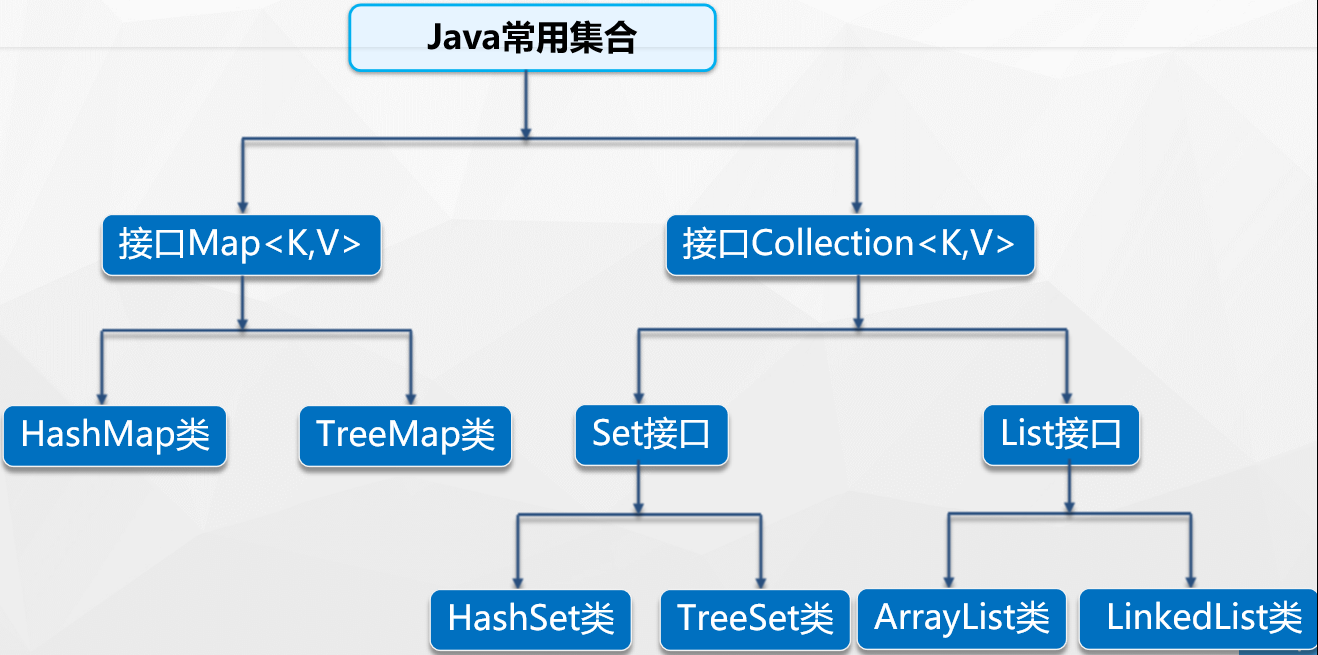 Java常用集合
接口Map<K,V>
接口Collection<K,V>
HashMap类
TreeMap类
Set接口
List接口
HashSet类
TreeSet类
ArrayList类
LinkedList类